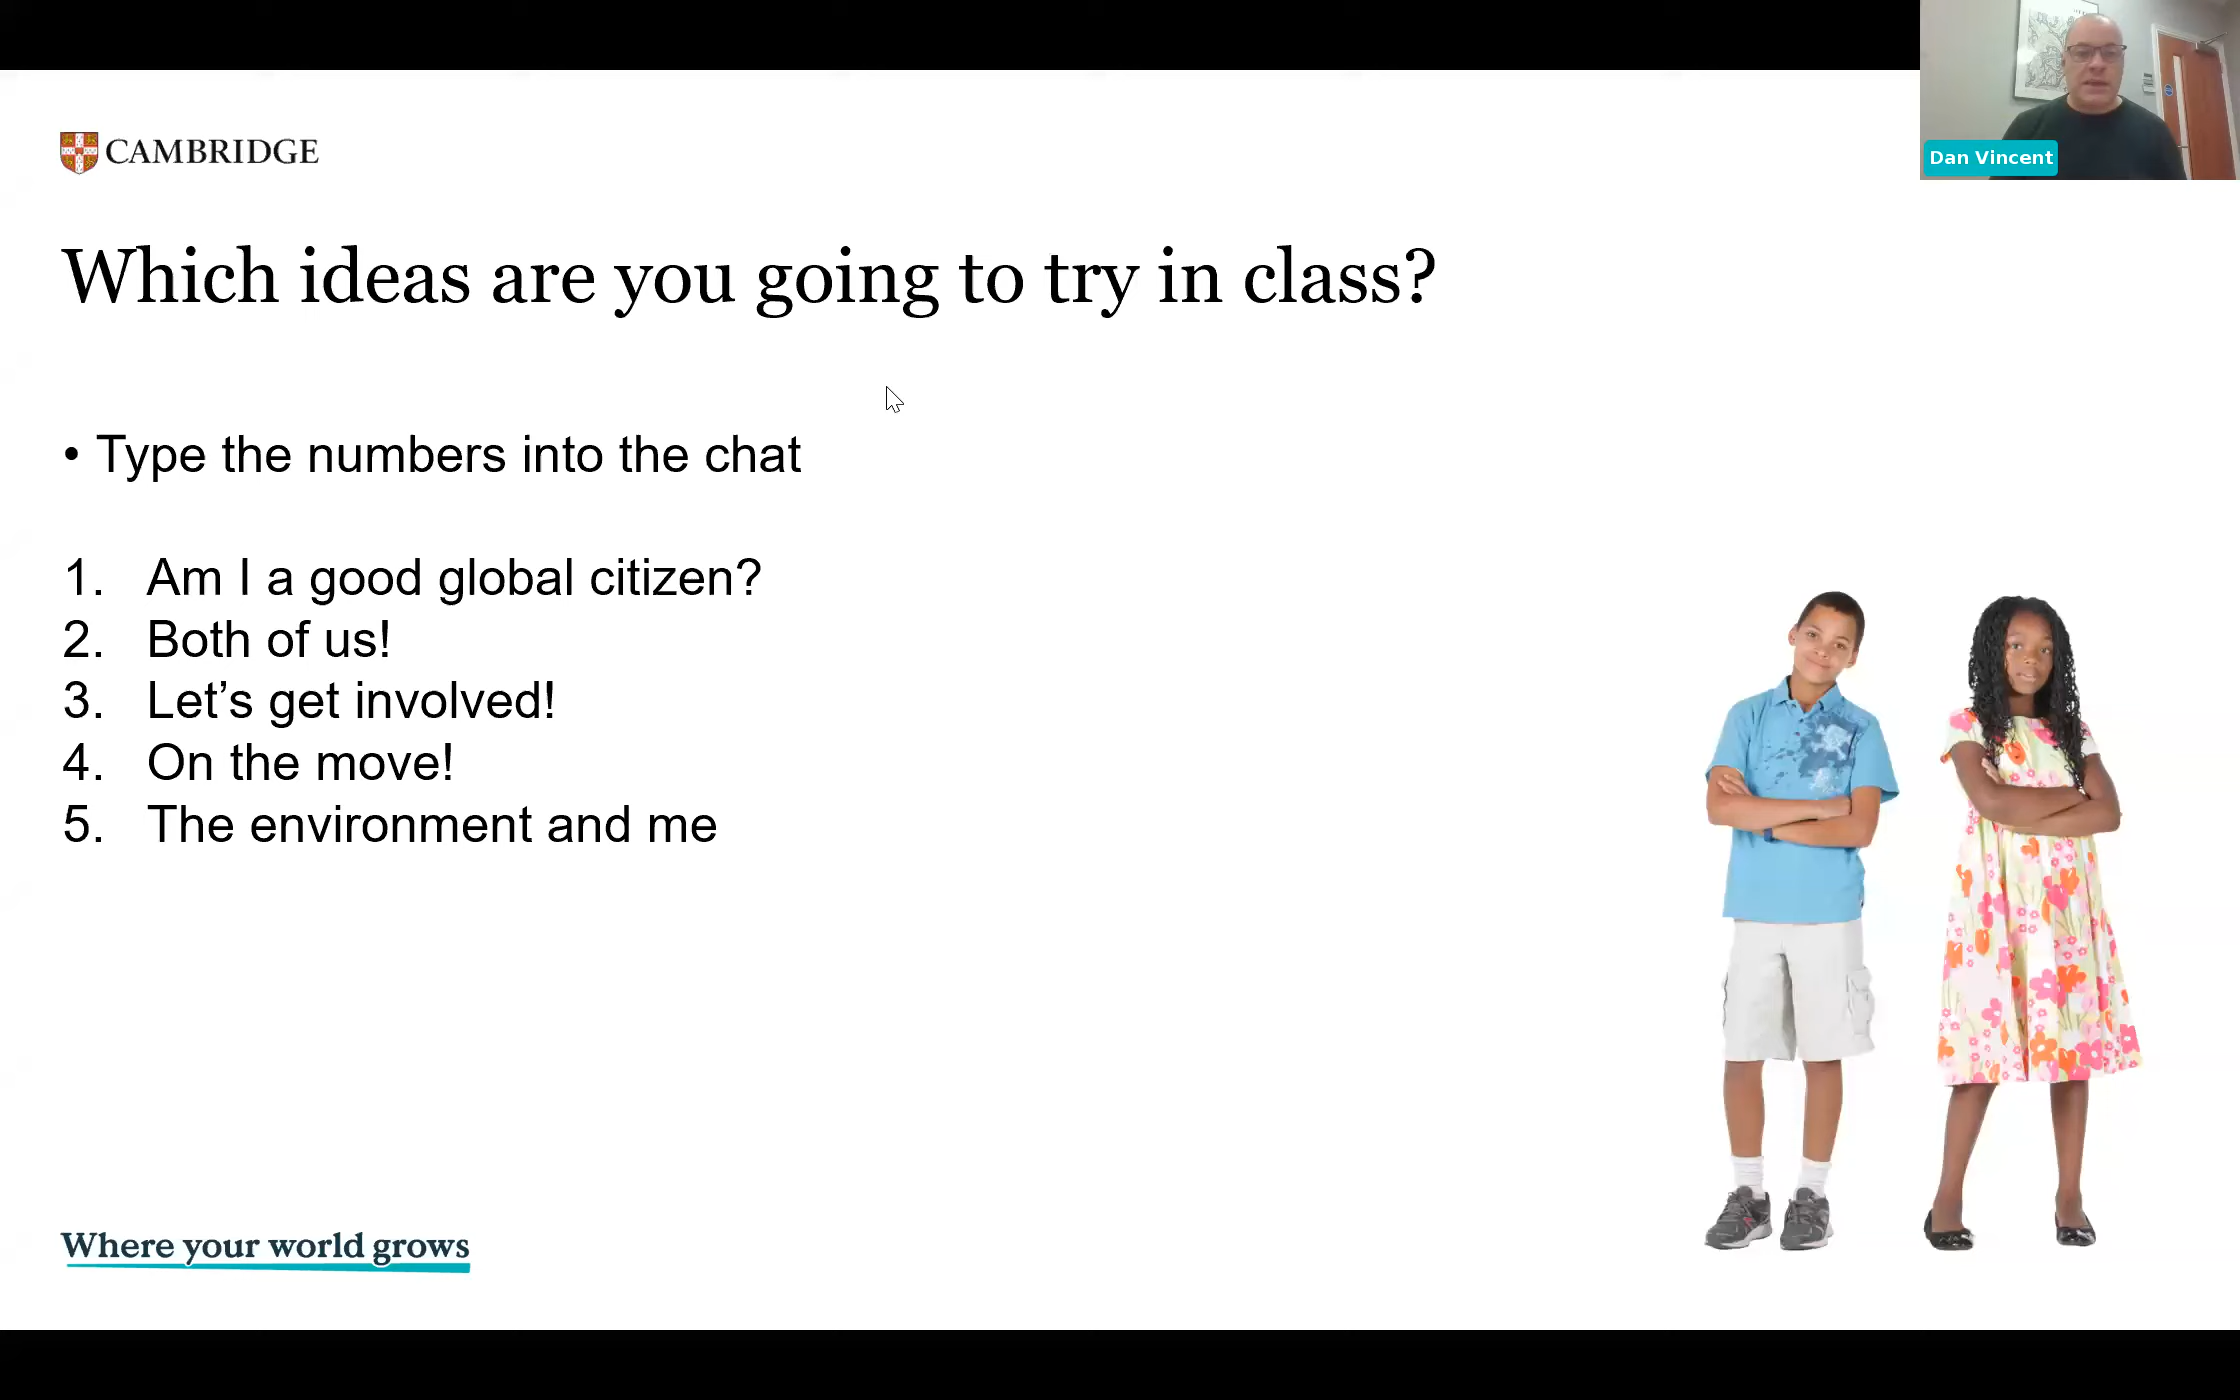 Dan Vincent
CAMBRIDGE
Which ideas are you going to try in class?
• Type the numbers into the chat
1. Am I a good global citizen?
2. Both of us!
3. Let’s get involved!
4. On the move!
5. The environment and me
Where your world grows